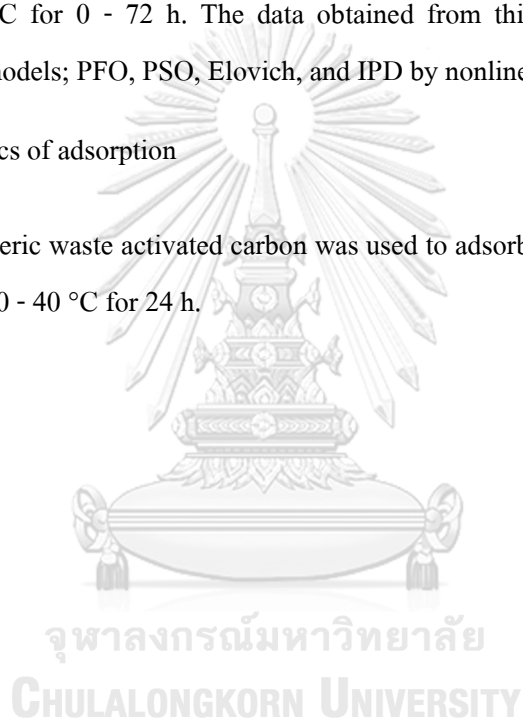 C for 0 - 72 h. The data obtained from this
models; PFO, PSO, Elovich, and IPD by nonline
cs of adsorption
eric waste activated carbon was used to adsorb
0 - 40 °C for 24 h.
จุฬาลงกรณ์มหาวิทยาลัย
CHULALONGKORN UNIVERSITY